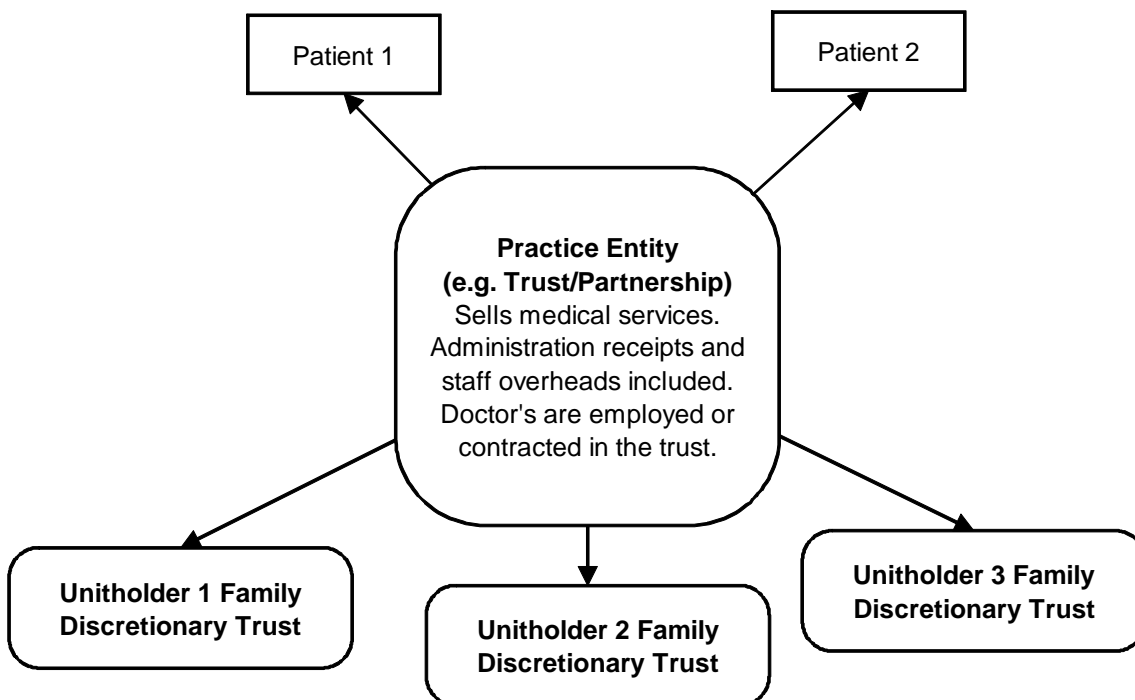 Patient 1
Patient 2
Practice Entity
(e.g. Trust/Partnership)
Sells medical services.
Administration receipts and
staff overheads included.
Doctor's are employed or
contracted in the trust.
Unitholder 1 Family
Discretionary Trust
Unitholder 2 Family
Discretionary Trust
Unitholder 3 Family
Discretionary Trust